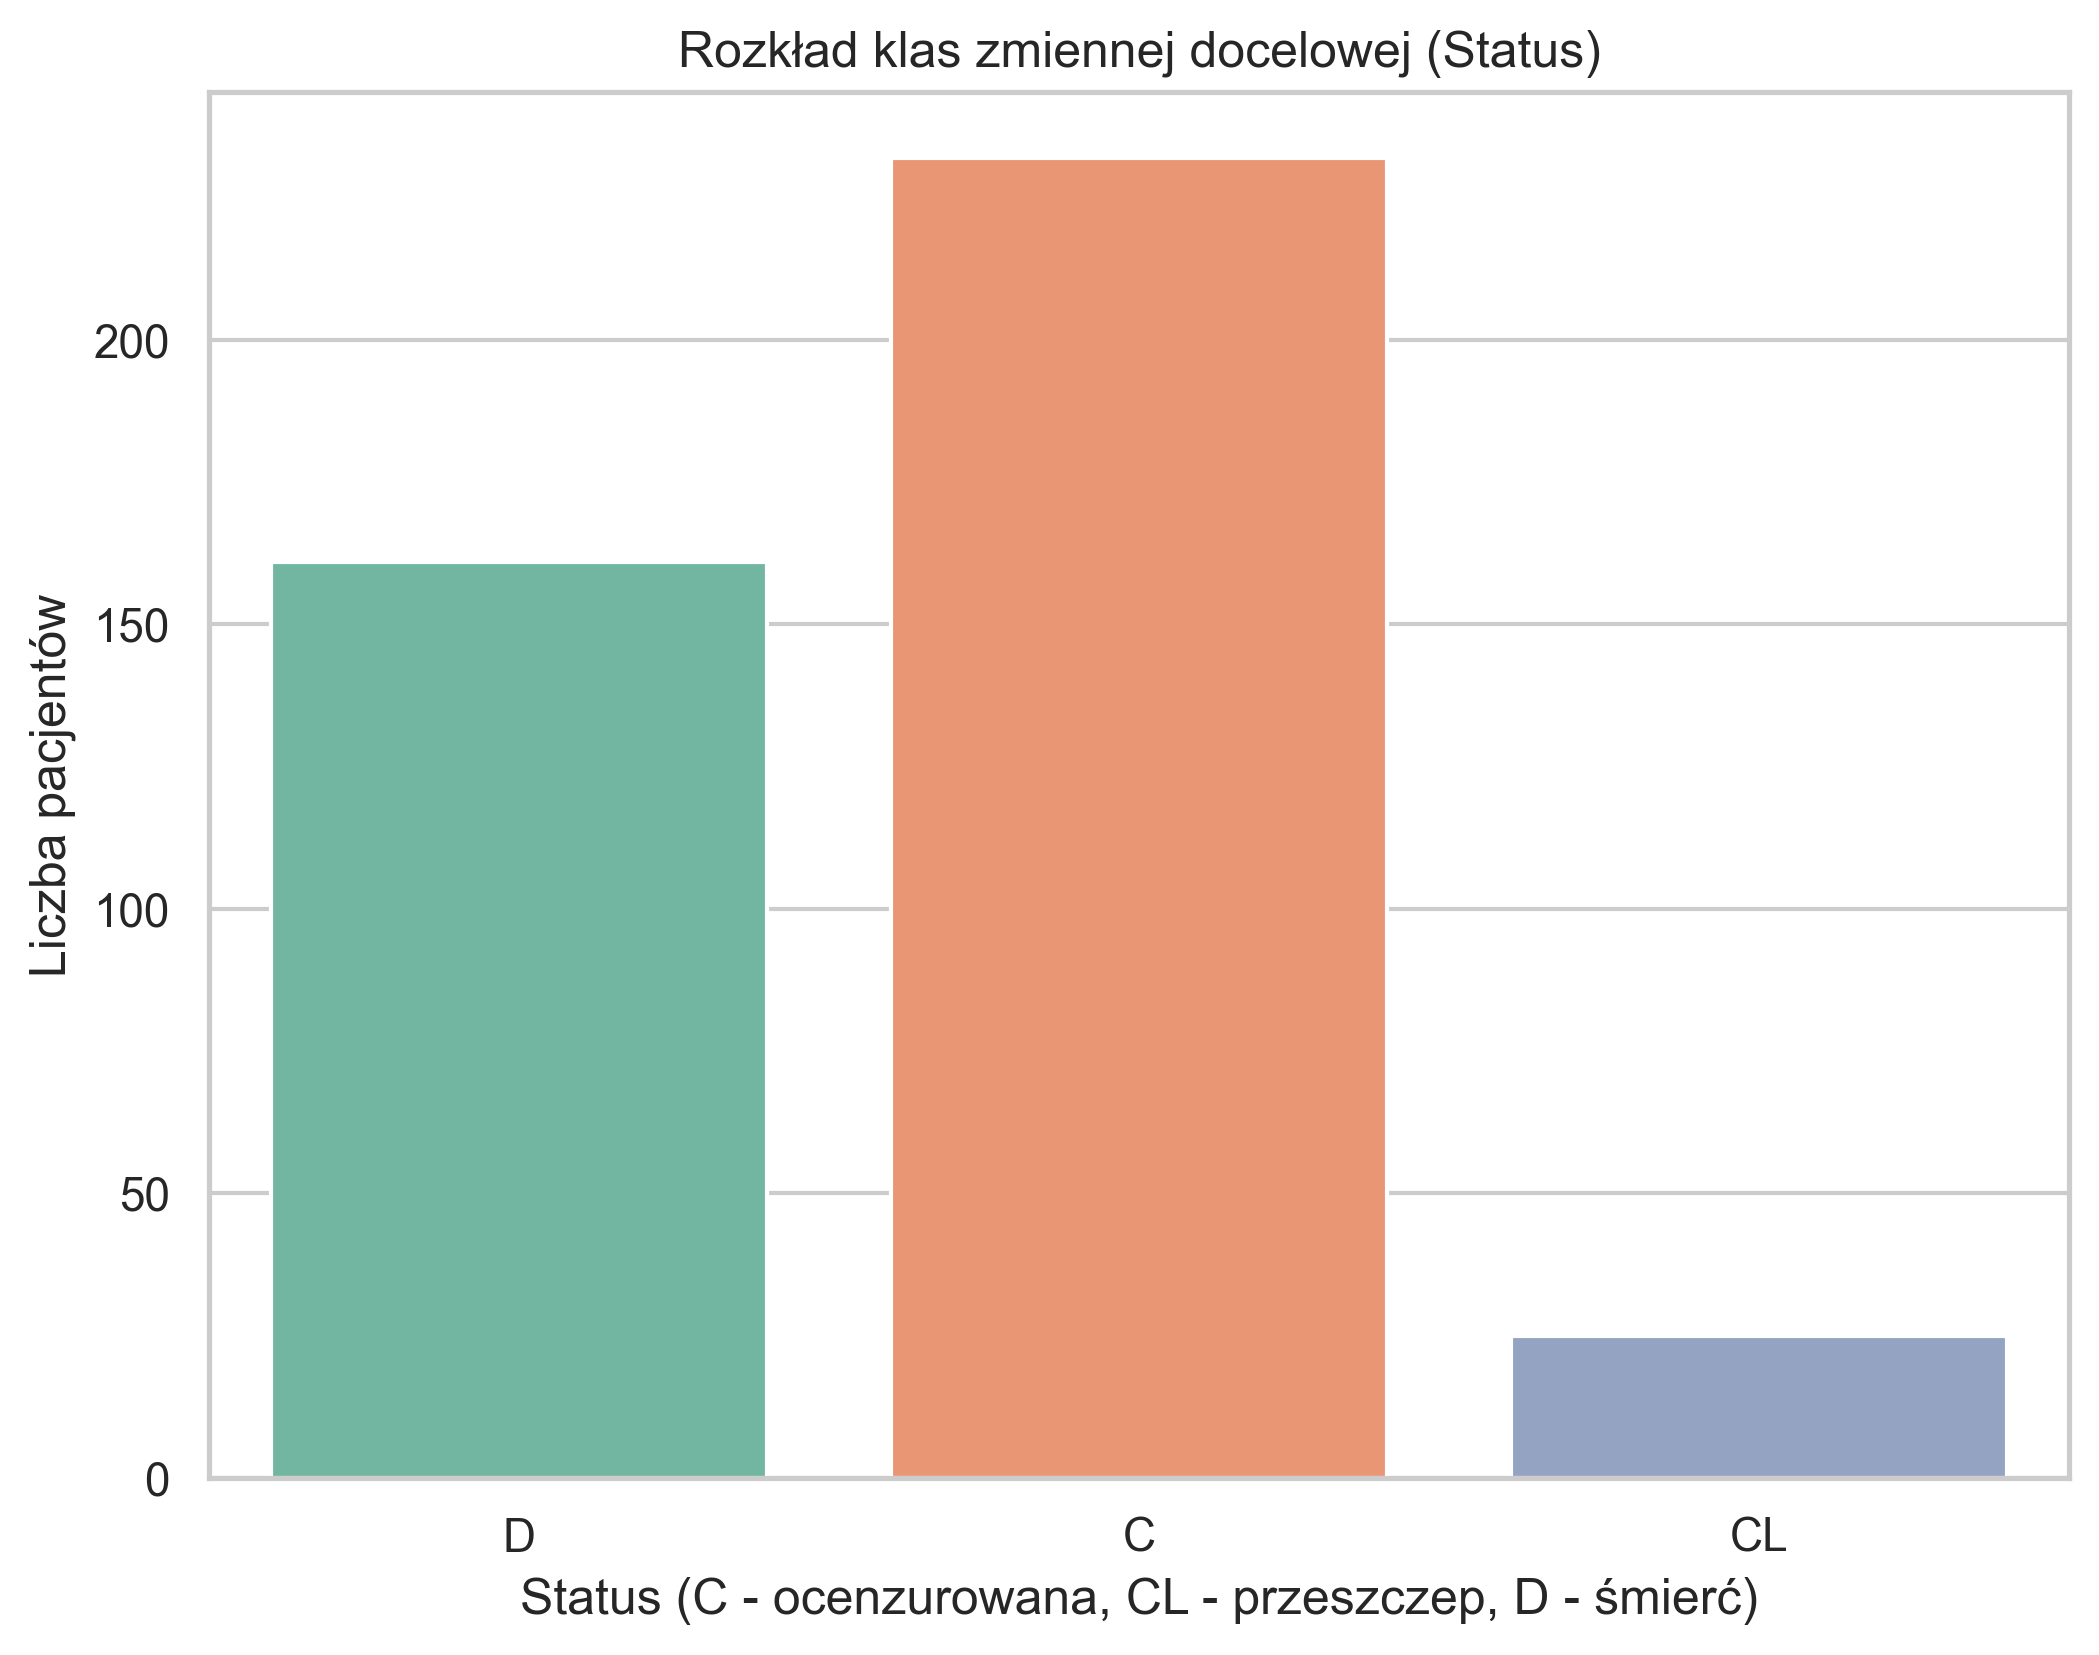 Rozkład klas zmiennej docelowej (Status)
Liczba pacjentów
200
150
100
50
0
D
C
CL
Status (C - ocenzurowana, CL - przeszczep, D - śmierć)